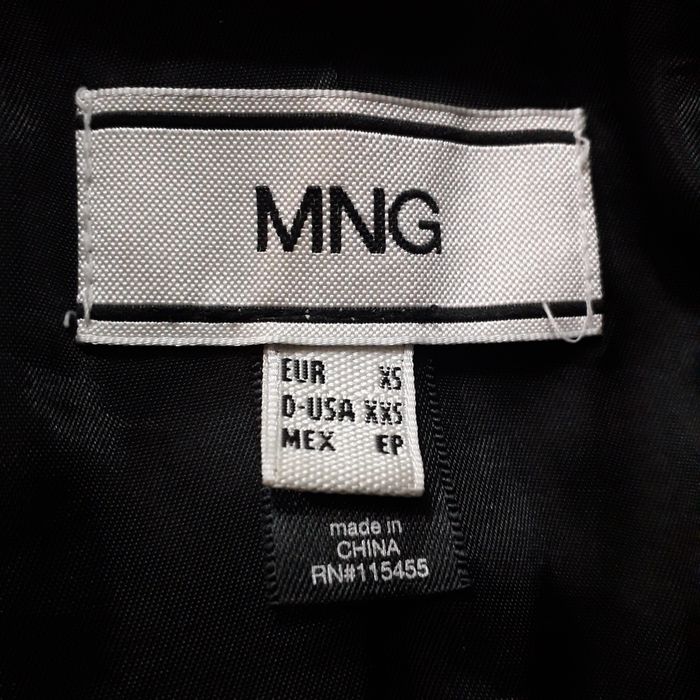 MNG
EUR XS
D-USA XXS
MEX EP
made in
CHINA
RN#115455